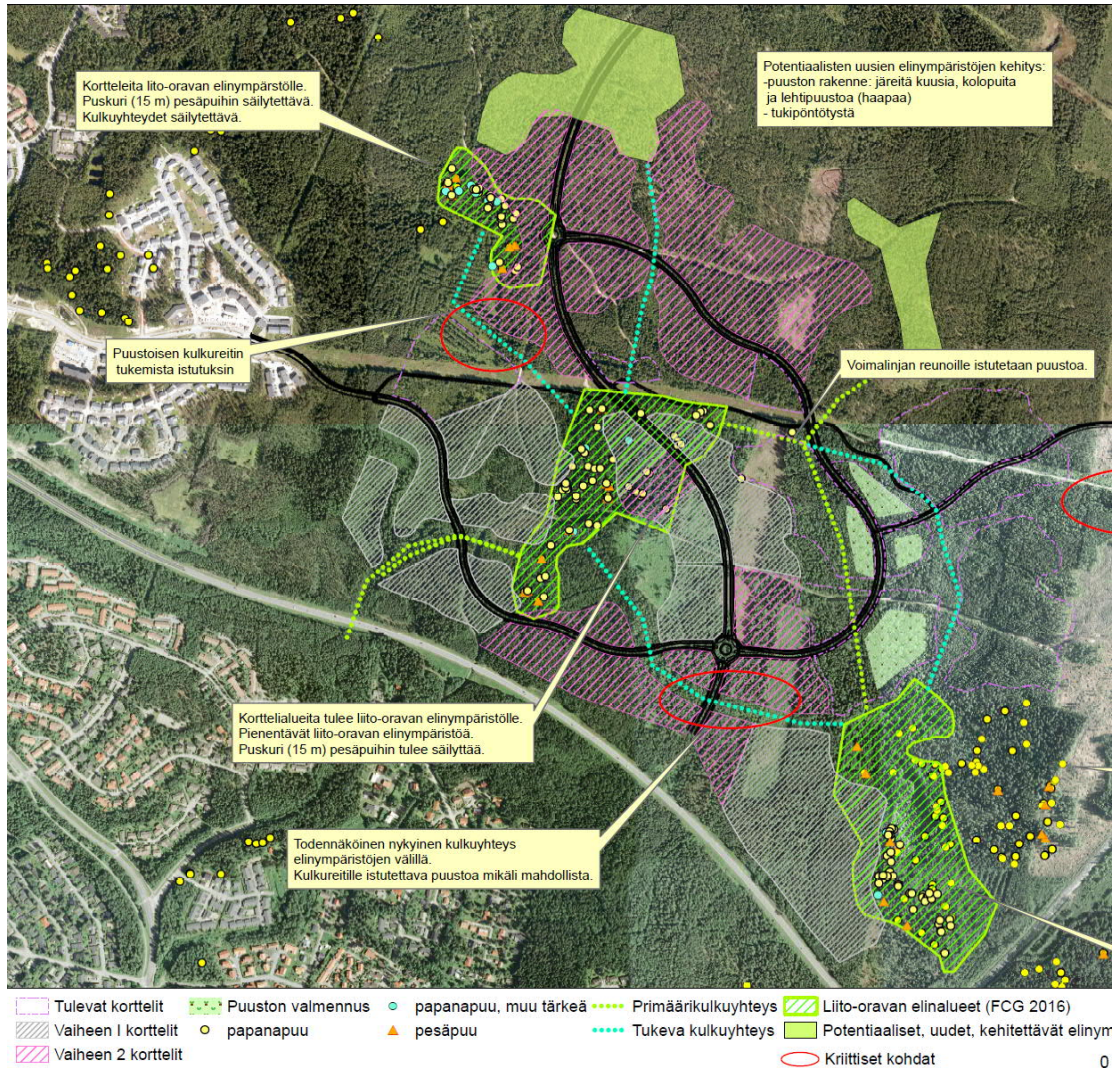 Kortteleita lito-oravan elinympärstölle.
Puskuri (15 m) pesäpuihin säilytettävä.
Kulkuyhteydet säilytettävä.
Potentiaalisten uusien elinympäristöjen kehitys:
-puuston rakenne: järeitä kuusia, kolopuita
ja lehtipuustoa (haapaa)
- tukipöntötystä
Puustoisen kulkureitin
tukemista istutuksin
Voimalinjan reunoille istutetaan puustoa.
Korttelialueita tulee liito-oravan elinympäristölle.
Pienentävät liito-oravan elinympäristöä.
Puskuri (15 m) pesäpuihin tulee säilyttää.
Todennäköinen nykyinen kulkuyhteys
elinympäristöjen välillä.
Kulkureitille istutettava puustoa mikäli mahdollista.
Tulevat korttelit
Puuston valmennus
papanapuu, muu tärkeä
Primäärikulkuyhteys
Liito-oravan elinalueet (FCG 2016)
Vaiheen I korttelit
papanapuu
pesäpuu
Tukeva kulkuyhteys
Potentiaaliset, uudet, kehitettävät elinym
Vaiheen 2 korttelit
Kriittiset kohdat
0